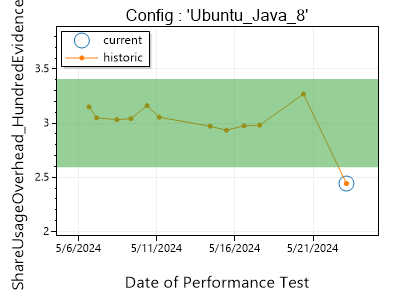 Config : 'Ubuntu_Java_8'
current
historic
ShareUsageOverhead_HundredEvidence
3.5
3
2.5
2
5/6/2024
5/11/2024
5/16/2024
5/21/2024
Date of Performance Test